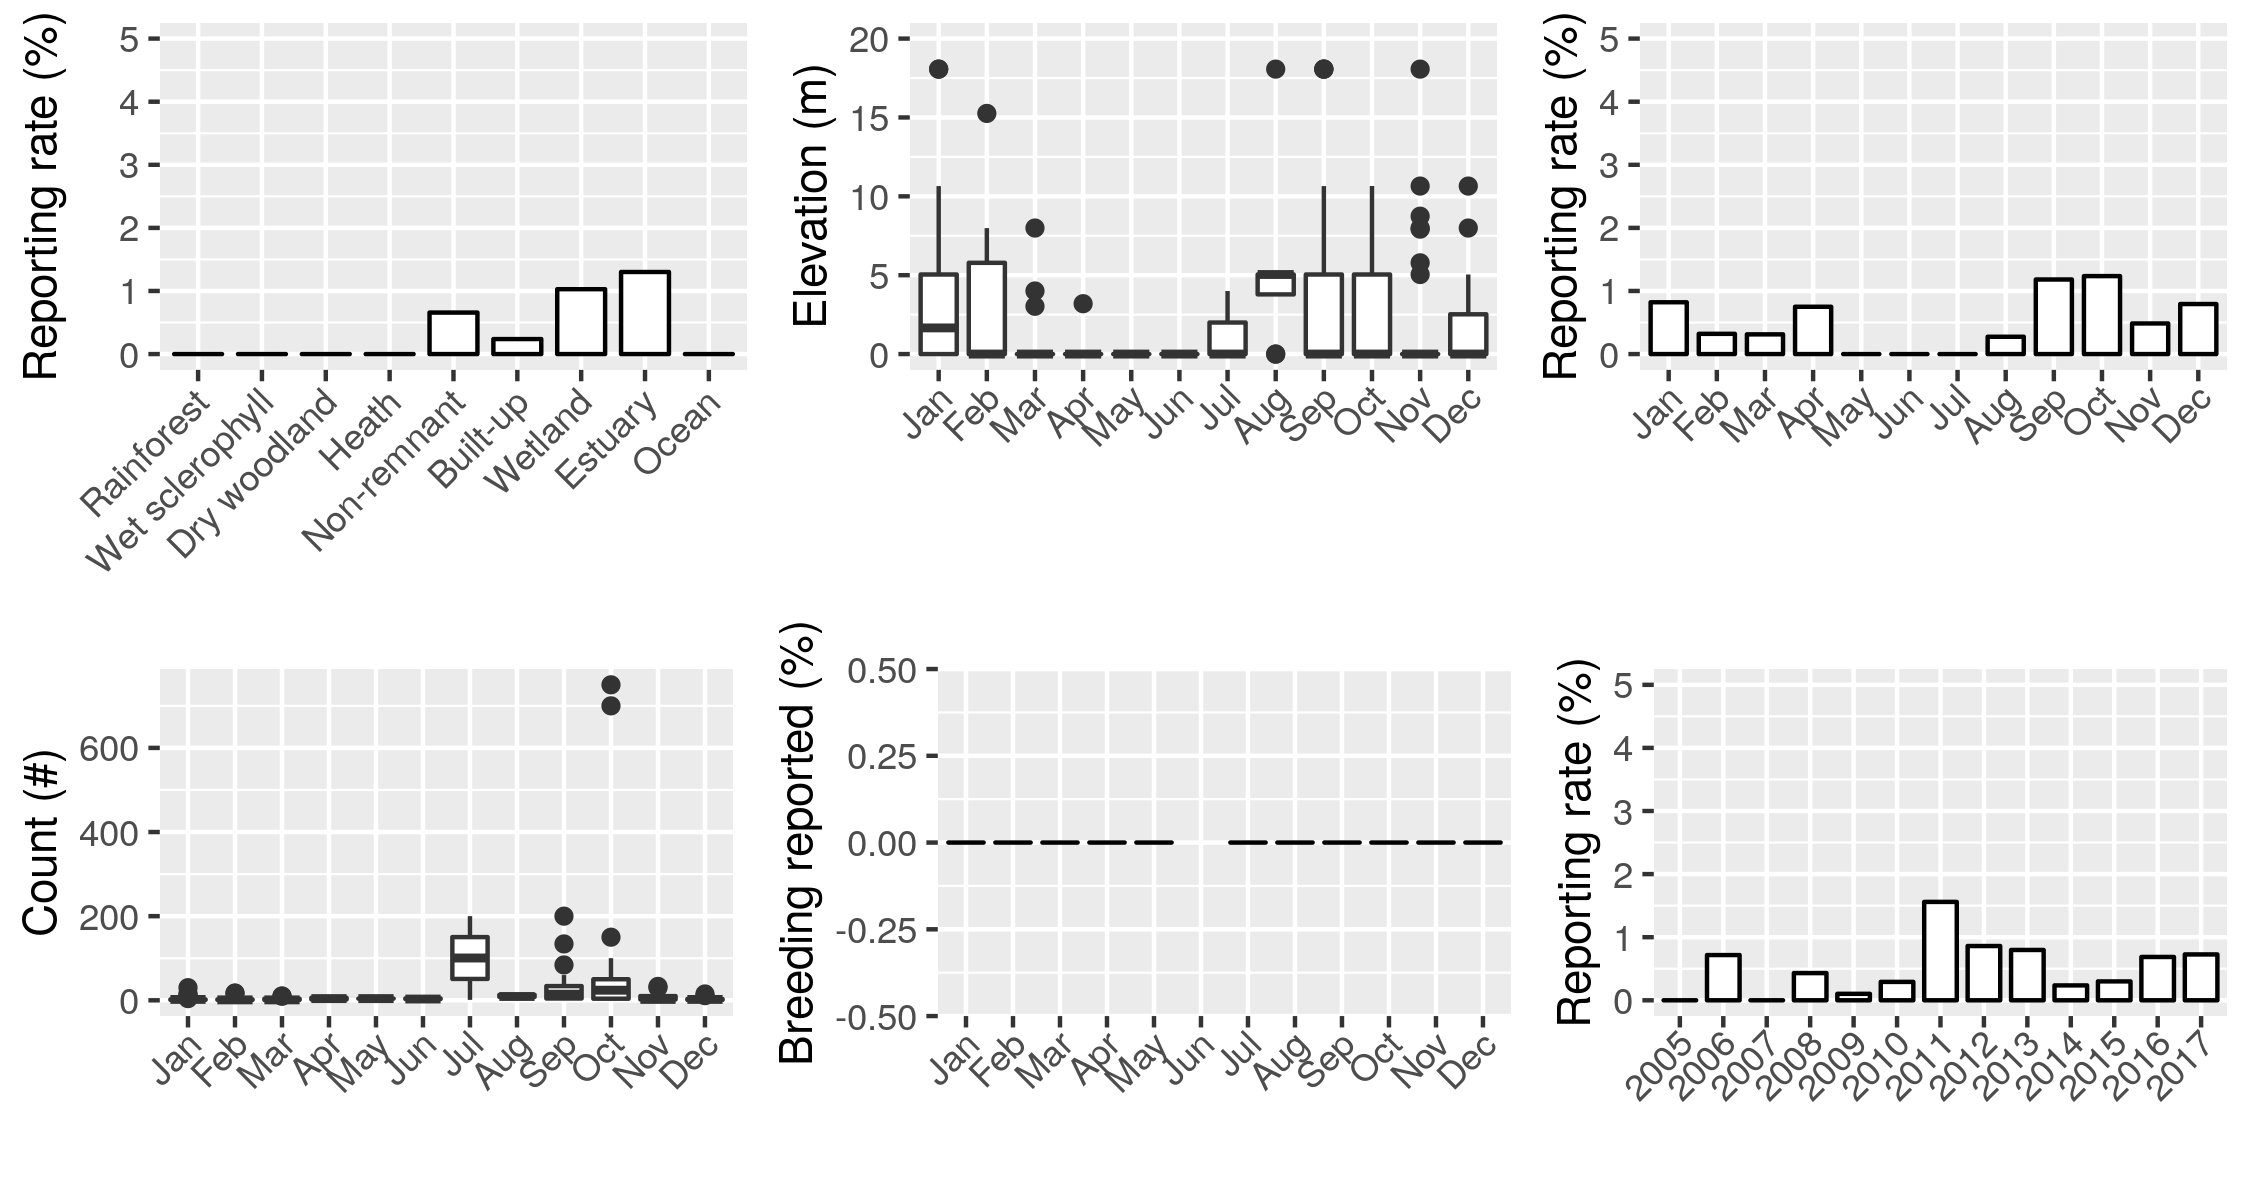 Reporting rate (%)
5
4
3
2
1
0
Rainforest
Wet sclerophyll
Dry woodland
Heath
Non-remnant
Built-up
Wetland
Estuary
Ocean
Elevation (m)
20
15
10
5
0
Jan
Feb
Mar
Apr
May
Jun
Jul
Aug
Sep
Oct
Nov
Dec
Reporting rate (%)
5
4
3
2
1
0
Jan
Feb
Mar
Apr
May
Jun
Jul
Aug
Sep
Oct
Nov
Dec
Count (#)
600
400
200
0
Jan
Feb
Mar
Apr
May
Jun
Jul
Aug
Sep
Oct
Nov
Dec
Breeding reported (%)
0.50
0.25
0.00
-0.25
-0.50
Jan
Feb
Mar
Apr
May
Jun
Jul
Aug
Sep
Oct
Nov
Dec
Reporting rate (%)
5
4
3
2
1
0
2005
2006
2007
2008
2009
2010
2011
2012
2013
2014
2015
2016
2017